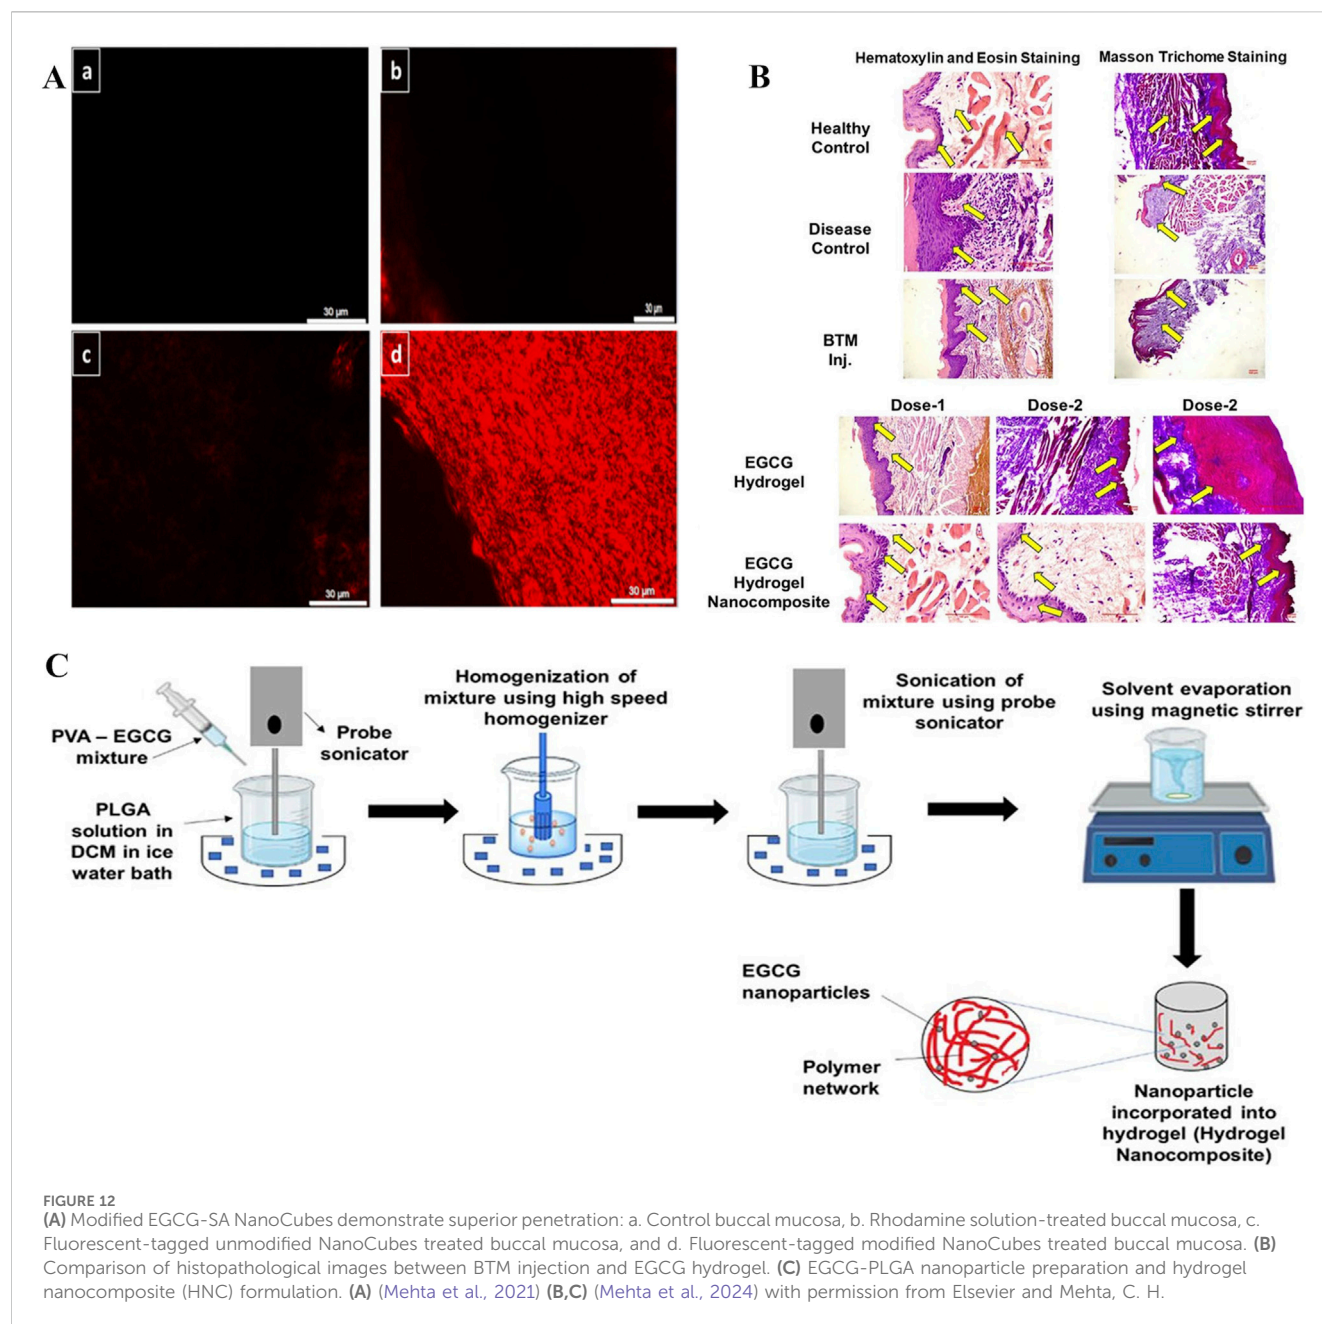 A
a
b
30 µm
30 µm
c
d
30 µm
30 µm
B
Hematoxylin and Eosin Staining
Masson Trichome Staining
Healthy
Control
Disease
Control
BTM
Inj.
Dose-1
Dose-2
Dose-2
EGCG
Hydrogel
EGCG
Hydrogel
Nanocomposite
C
PVA – EGCG
mixture
Probe
sonicator
PLGA
solution in
DCM in ice
water bath
Homogenization of
mixture using high speed
homogenizer
Sonication of
mixture using probe
sonicator
Solvent evaporation
using magnetic stirrer
EGCG
nanoparticles
Polymer
network
Nanoparticle
incorporated into
hydrogel (Hydrogel
Nanocomposite)
FIGURE 12
(A) Modified EGCG-SA NanoCubes demonstrate superior penetration: a. Control buccal mucosa, b. Rhodamine solution-treated buccal mucosa, c.
Fluorescent-tagged unmodified NanoCubes treated buccal mucosa, and d. Fluorescent-tagged modified NanoCubes treated buccal mucosa. (B)
Comparison of histopathological images between BTM injection and EGCG hydrogel. (C) EGCG-PLGA nanoparticle preparation and hydrogel
nanocomposite (HNC) formulation. (A) (Mehta et al., 2021) (B,C) (Mehta et al., 2024) with permission from Elsevier and Mehta, C. H.